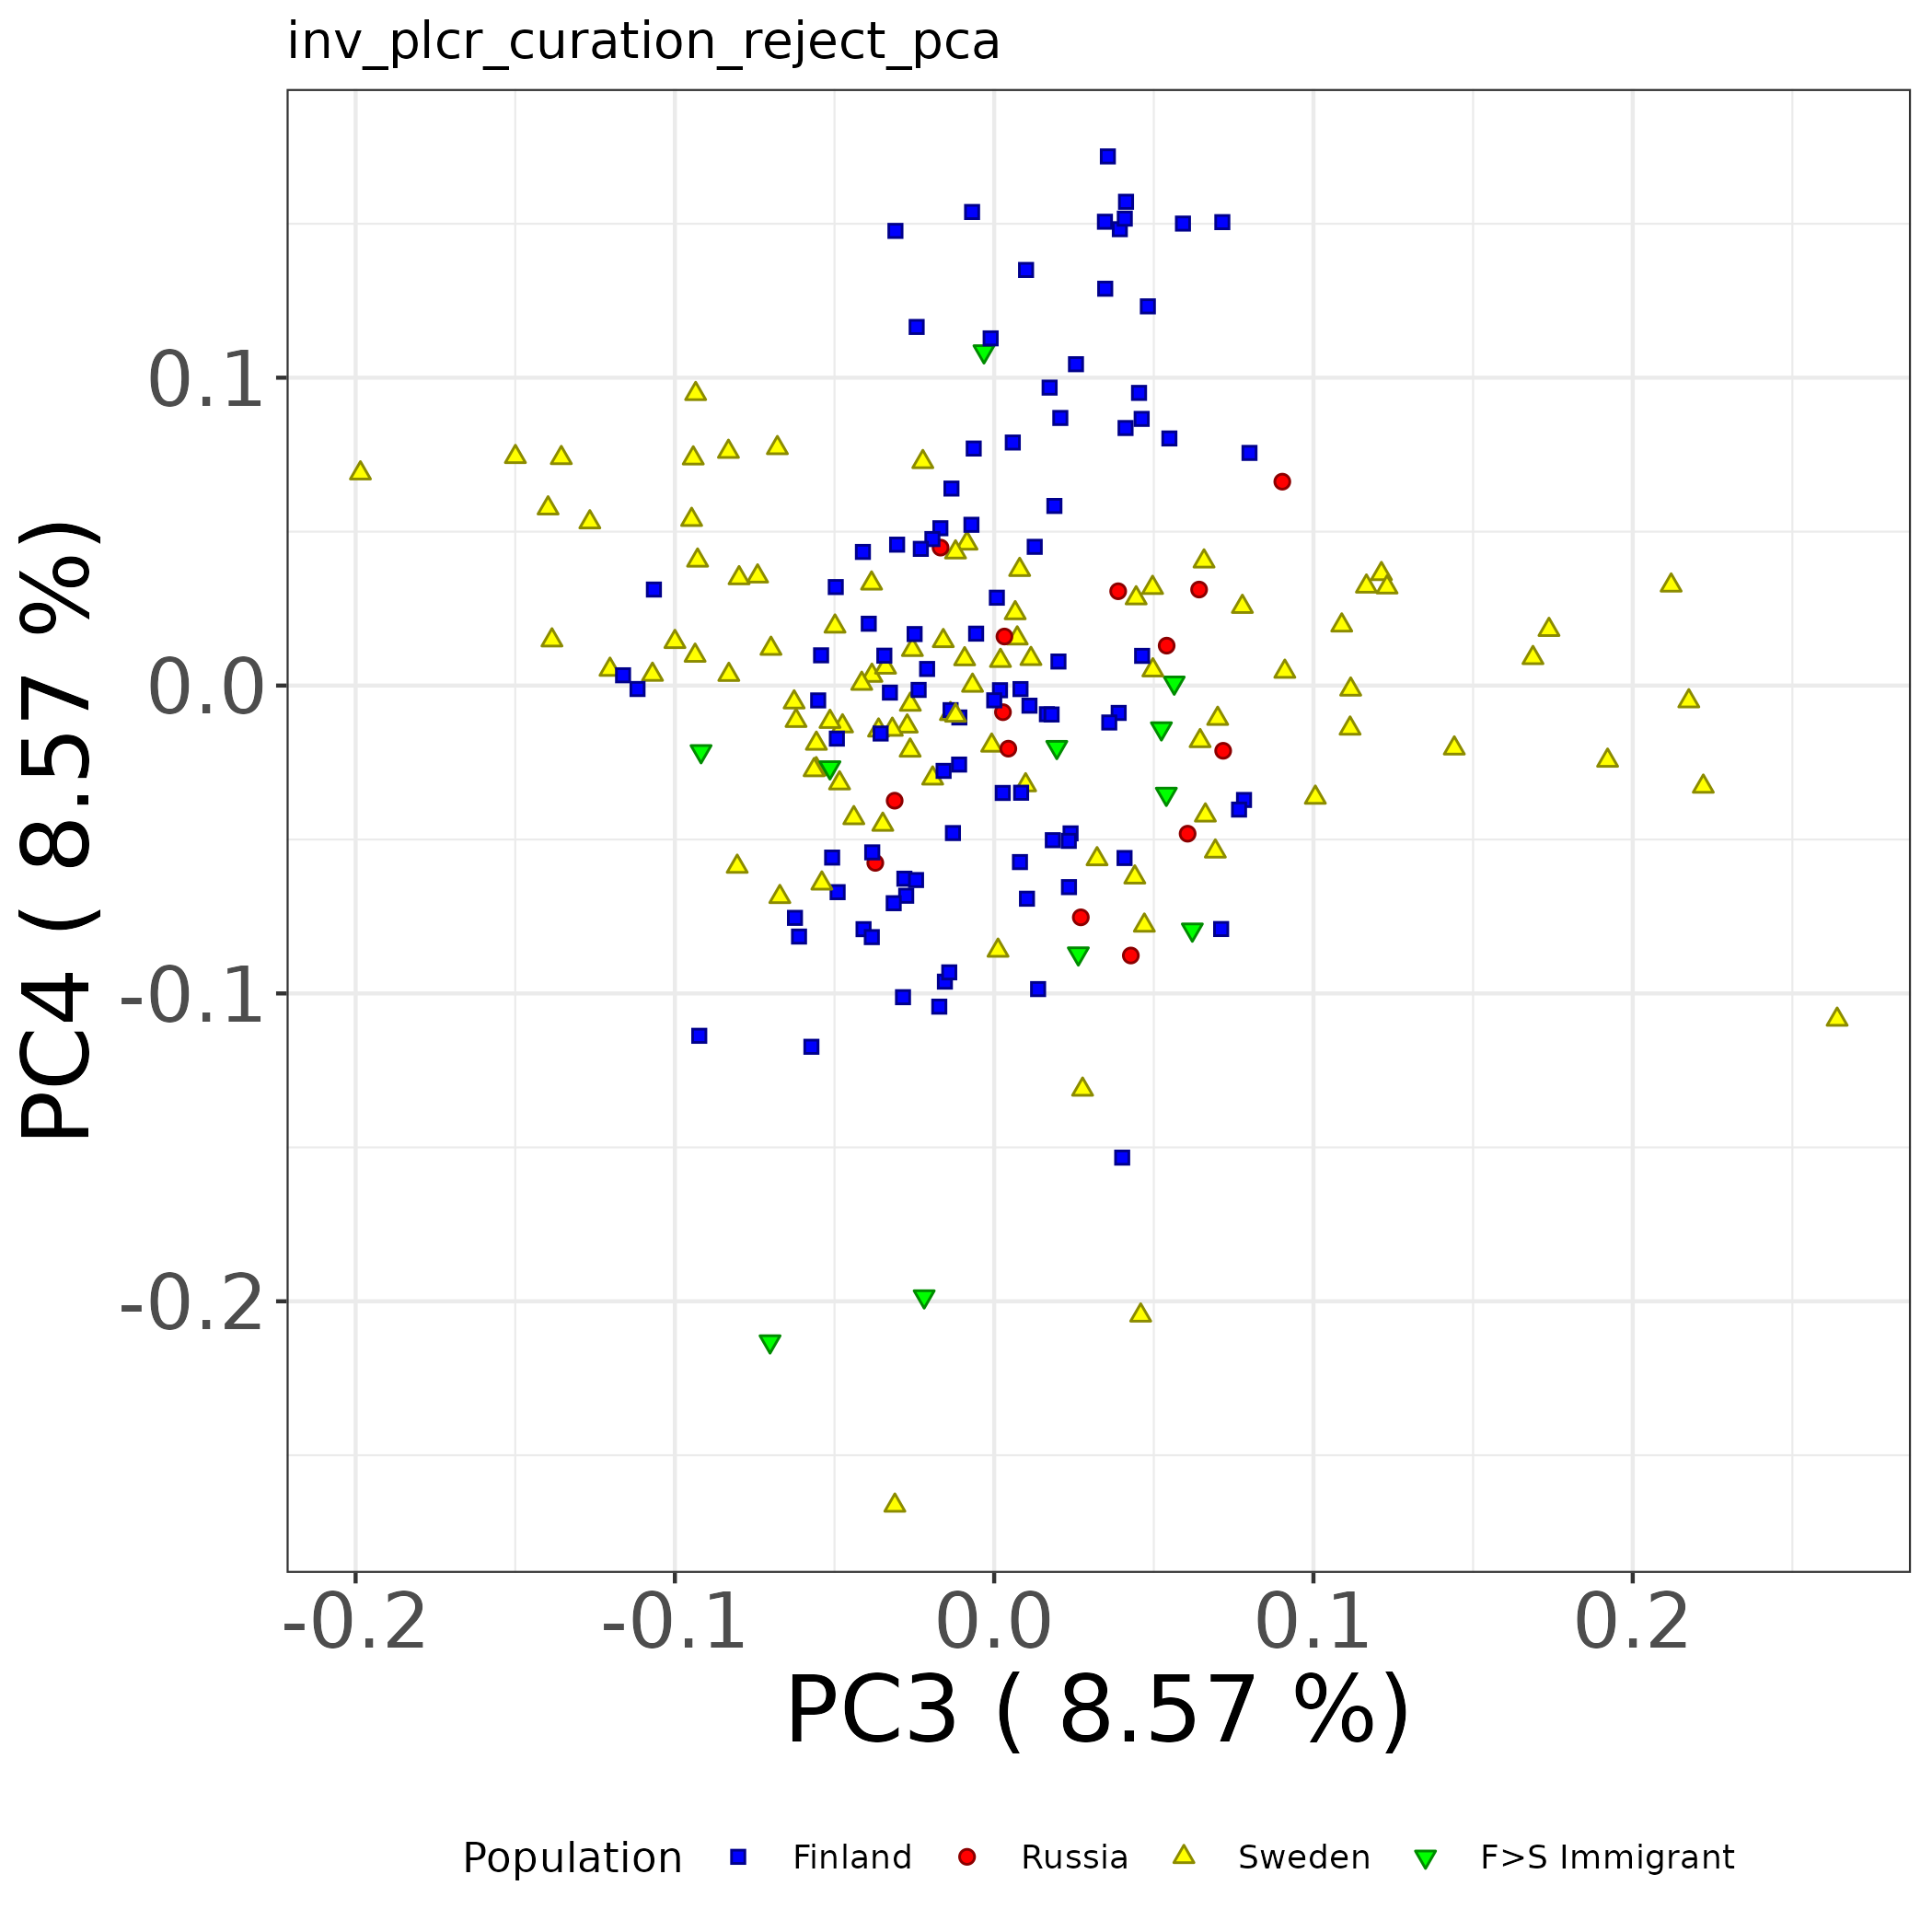 inv_plcr_curation_reject_pca
PC4 ( 8.57 %)
0.1
0.0
-0.1
-0.2
-0.2 -0.1 0.0 0.1 0.2
PC3 ( 8.57 %)
Population Finland Russia Sweden F>S Immigrant